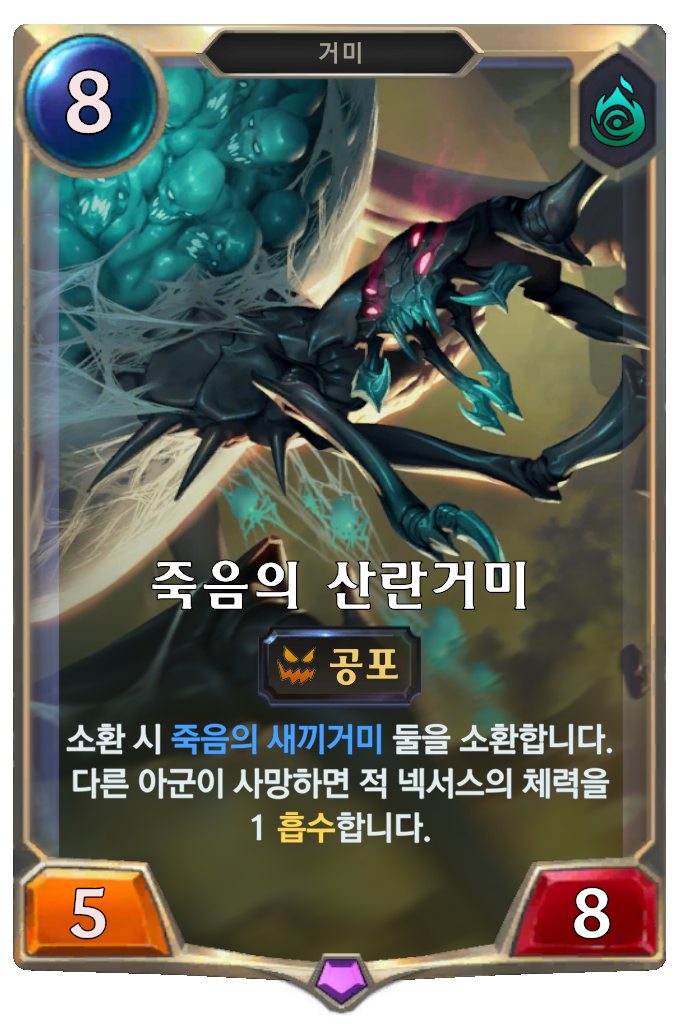 8
거미
죽음의 산란거미
공포
소환 시 죽음의 새끼거미 둘을 소환합니다.
다른 아군이 사망하면 적 넥서스의 체력을
1 흡수합니다.
5
8